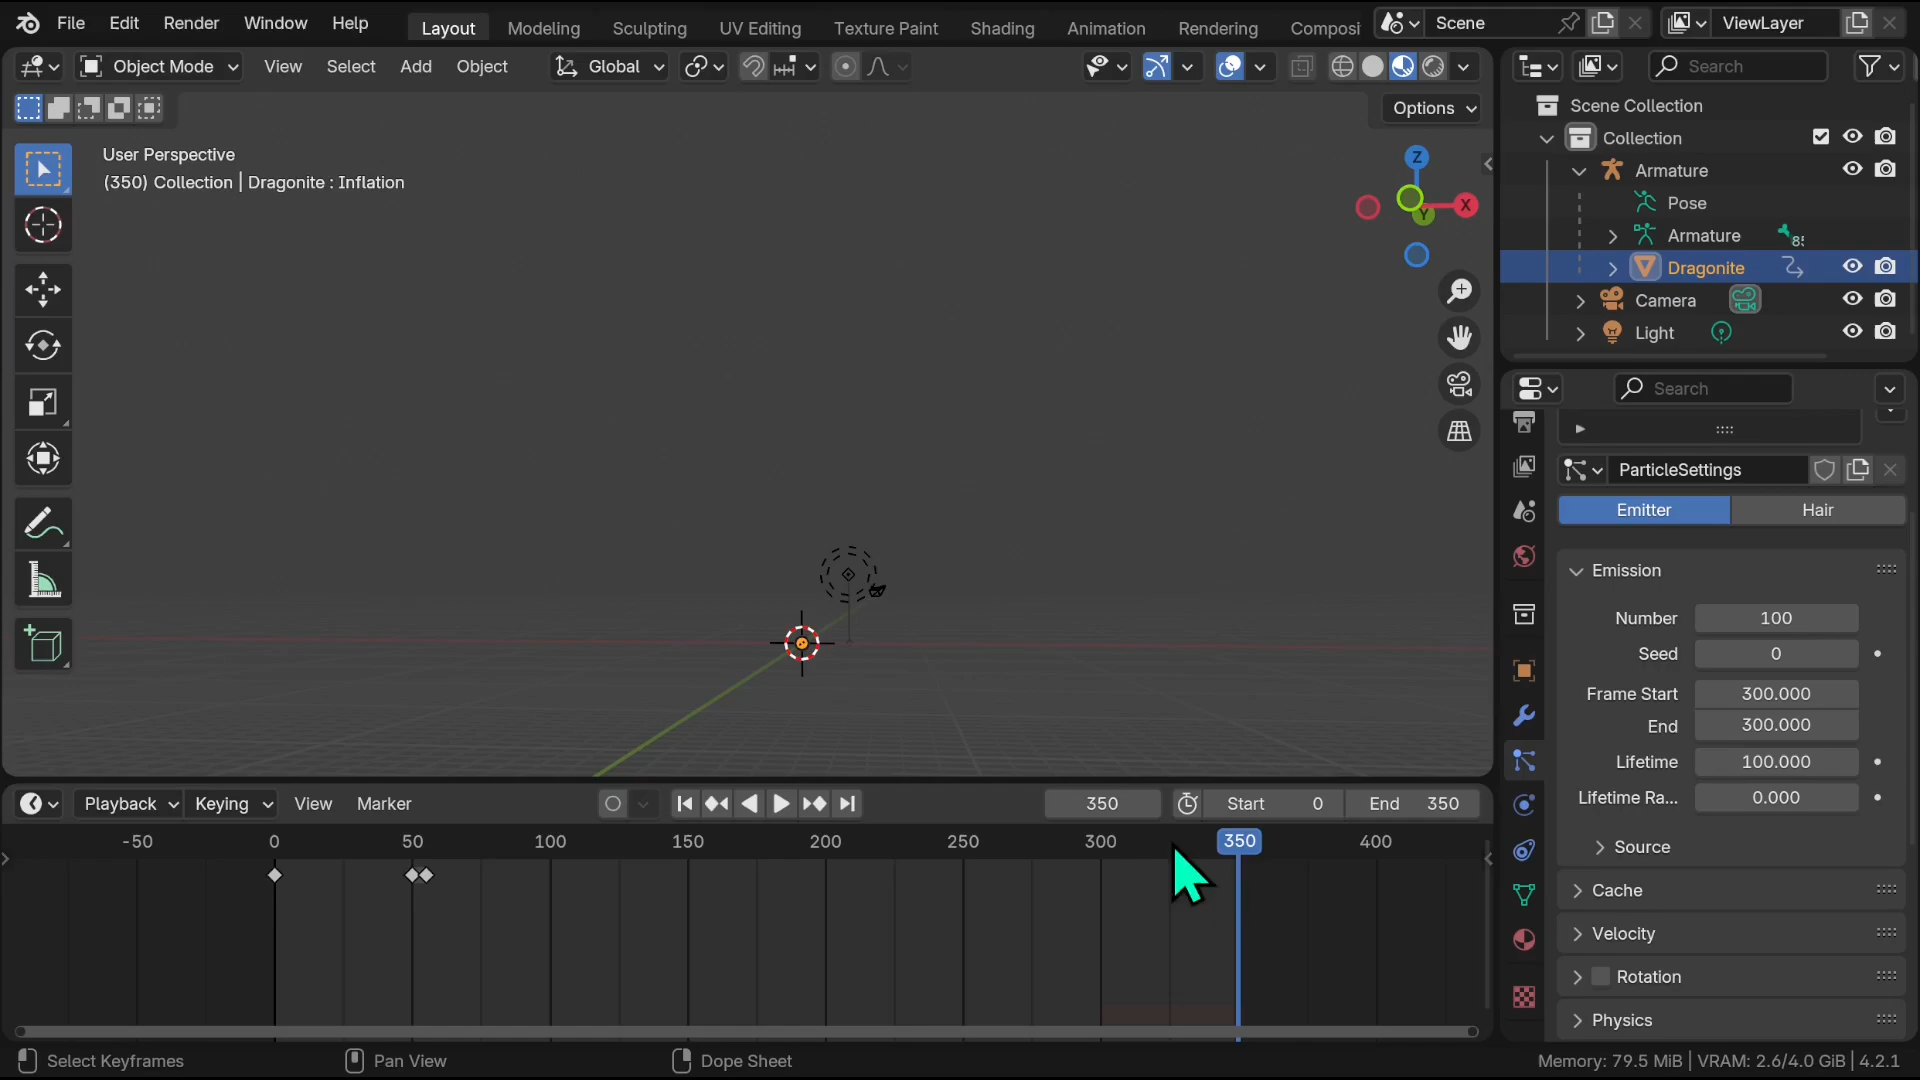 File Edit Render Window Help Layout Modeling Sculpting UV Editing Texture Paint Shading Animation Rendering Composi Scene ViewLayer
Object Mode View Select Add Object Global Search
Options
Scene Collection
Collection
User Perspective
(350) Collection | Dragonite : Inflation
Z
X
Y
Armature
Pose
Armature
Dragonite
Camera
Light
Search
ParticleSettings
Emitter Hair
Emission
Number 100
Seed 0
Frame Start 300.000
End 300.000
Lifetime 100.000
Lifetime Ra... 0.000
Source
Cache
Velocity
Rotation
Physics
Playback Keying View Marker 350 Start 0 End 350
-50 0 50 100 150 200 250 300 350 400
Select Keyframes Pan View Dope Sheet Memory: 79.5 MiB | VRAM: 2.6/4.0 GiB | 4.2.1